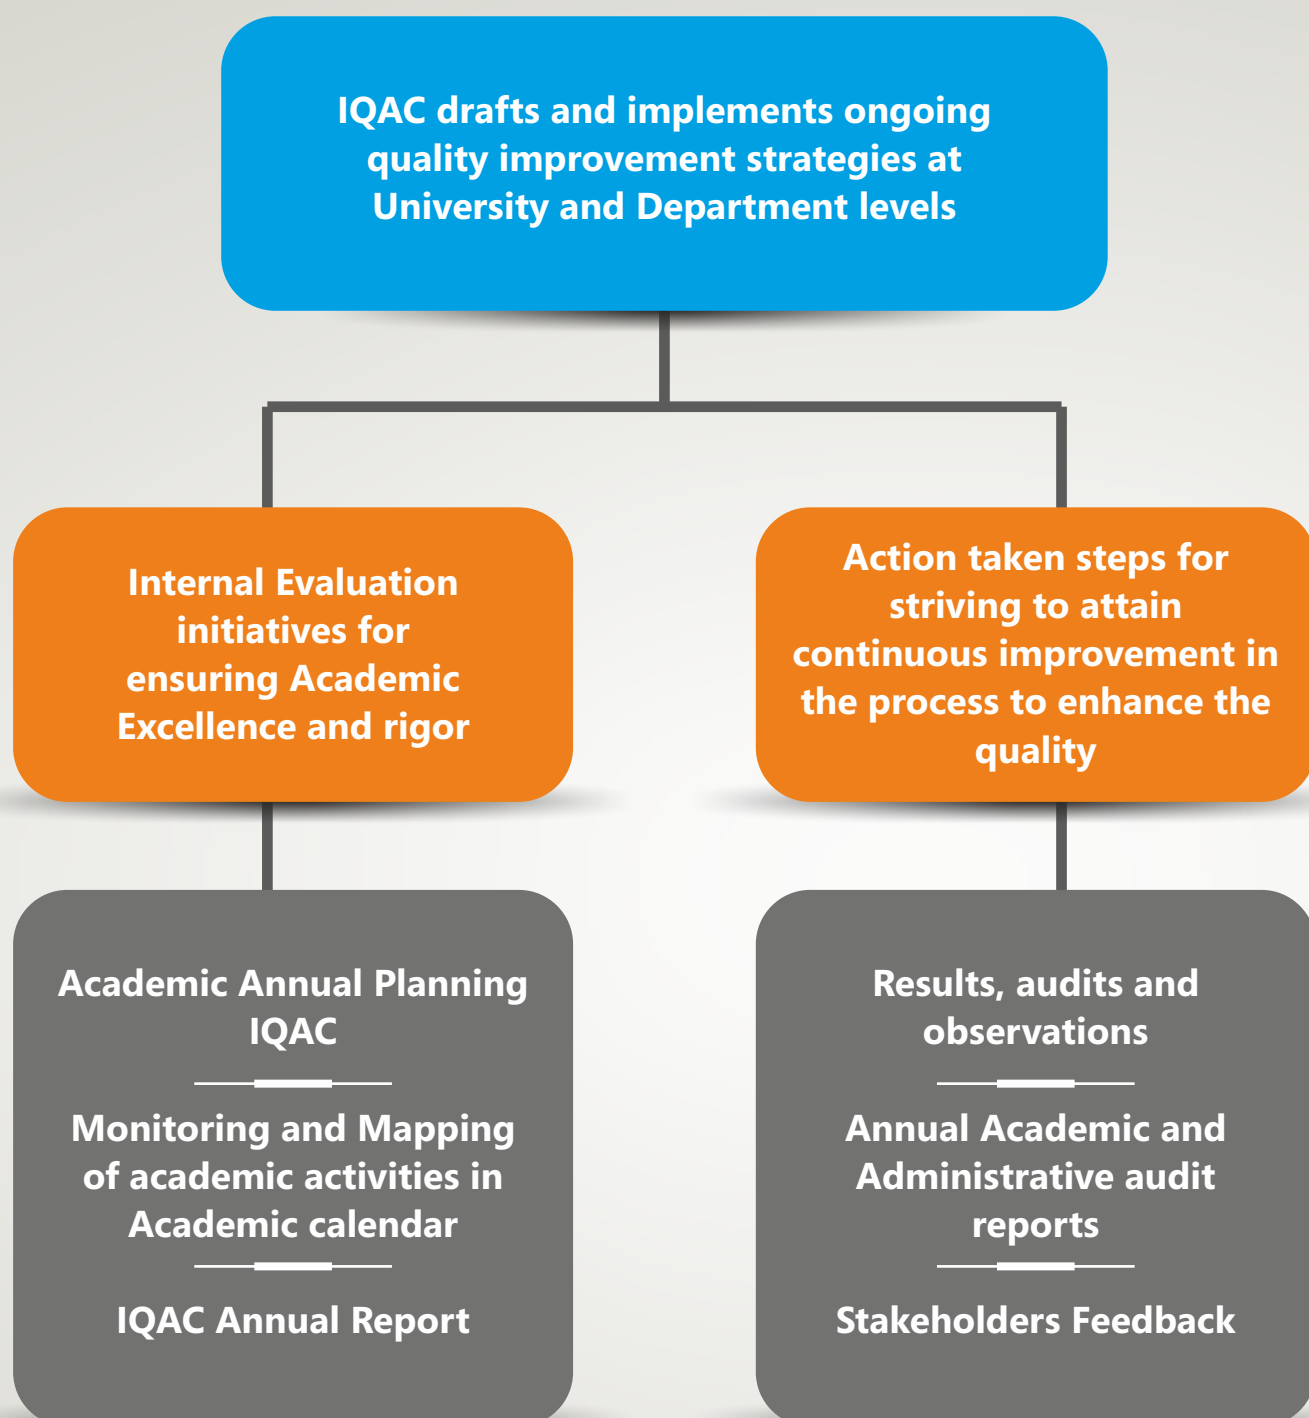 IQAC drafts and implements ongoing
quality improvement strategies at
University and Department levels
Internal Evaluation
initiatives for
ensuring Academic
Excellence and rigor
Action taken steps for
striving to attain
continuous improvement in
the process to enhance the
quality
Academic Annual Planning
IQAC
Monitoring and Mapping
of academic activities in
Academic calendar
IQAC Annual Report
Results, audits and
observations
Annual Academic and
Administrative audit
reports
Stakeholders Feedback